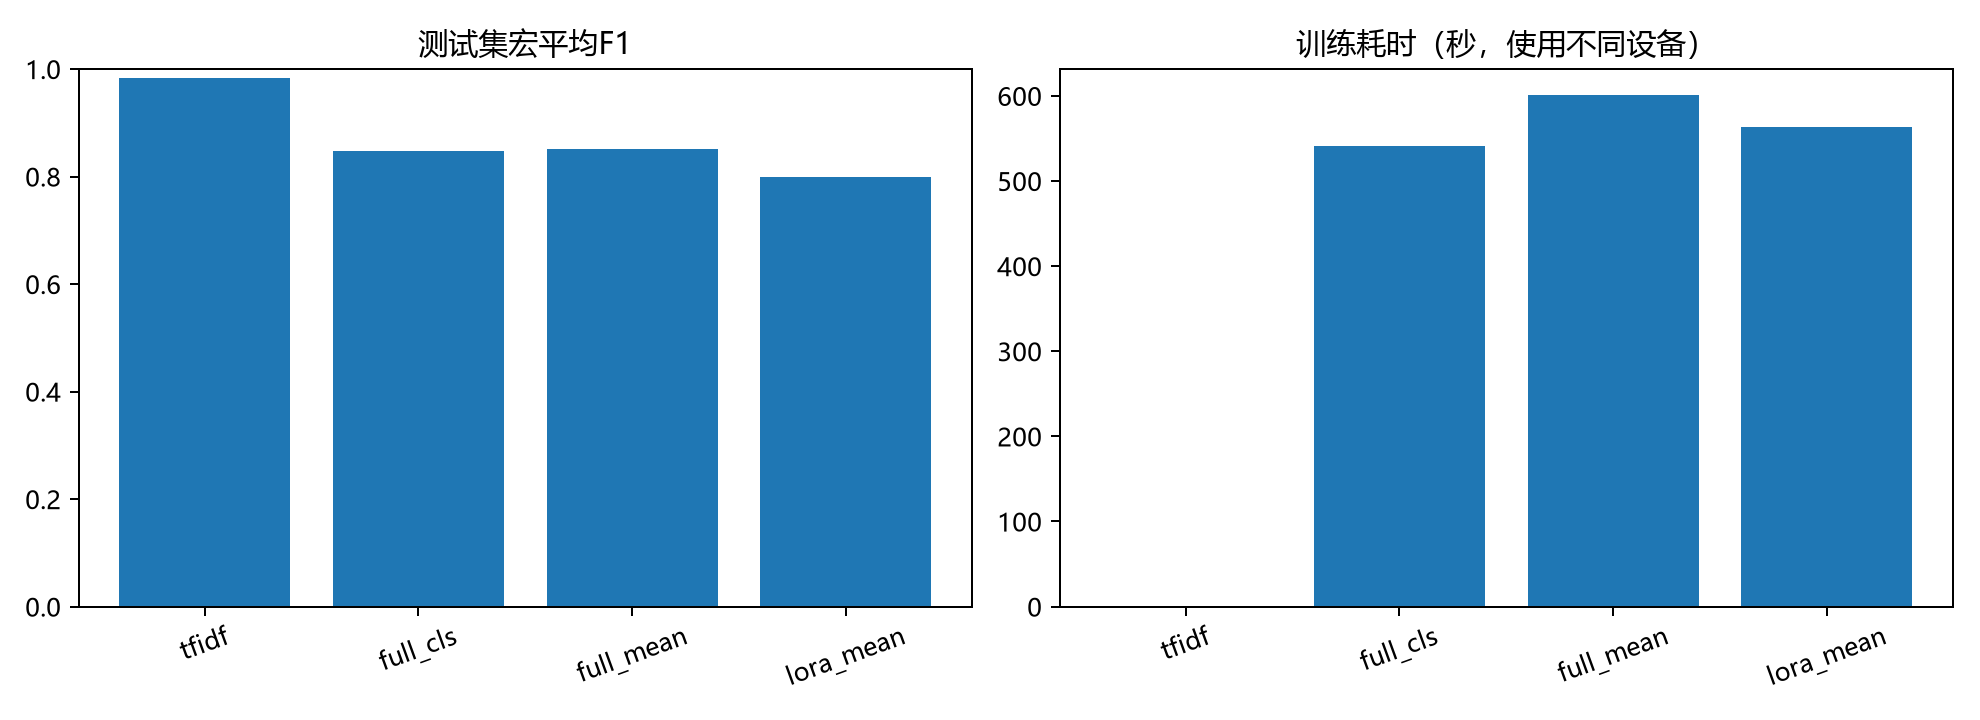 测试集宏平均F1
1.0
0.8
0.6
0.4
0.2
0.0
tfidf
full_cls
full_mean
lora_mean
训练耗时（秒，使用不同设备）
600
500
400
300
200
100
0
tfidf
full_cls
full_mean
lora_mean